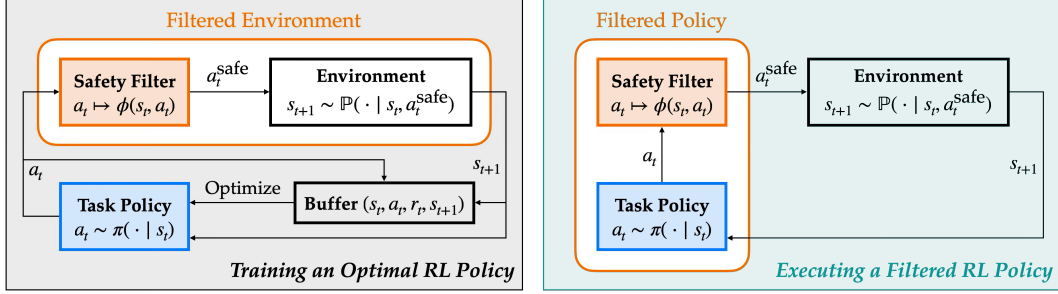 Filtered Environment
Safety Filter
a_t ↦ ϕ(s_t, a_t)
a_t^safe
Environment
s_{t+1} ∼ ℙ( · | s_t, a_t^safe)
a_t
s_{t+1}
Optimize
Task Policy
a_t ∼ π( · | s_t)
Buffer (s_t, a_t, r_t, s_{t+1})
Training an Optimal RL Policy
Filtered Policy
Safety Filter
a_t ↦ ϕ(s_t, a_t)
a_t^safe
Environment
s_{t+1} ∼ ℙ( · | s_t, a_t^safe)
a_t
s_{t+1}
Task Policy
a_t ∼ π( · | s_t)
Executing a Filtered RL Policy